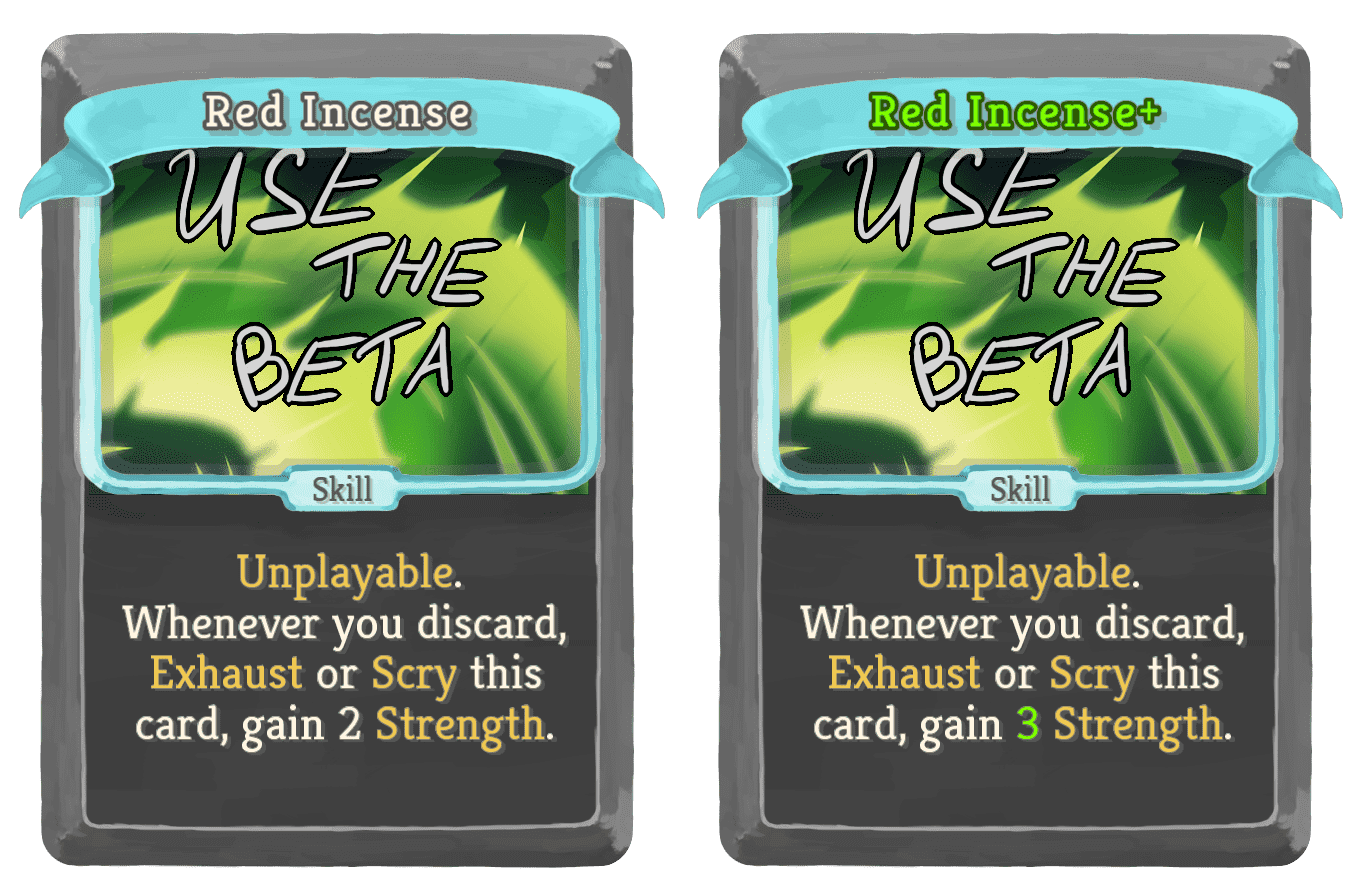 Red Incense
USE
THE
BETA
Skill
Unplayable.
Whenever you discard,
Exhaust or Scry this
card, gain 2 Strength.
Red Incense+
USE
THE
BETA
Skill
Unplayable.
Whenever you discard,
Exhaust or Scry this
card, gain 3 Strength.